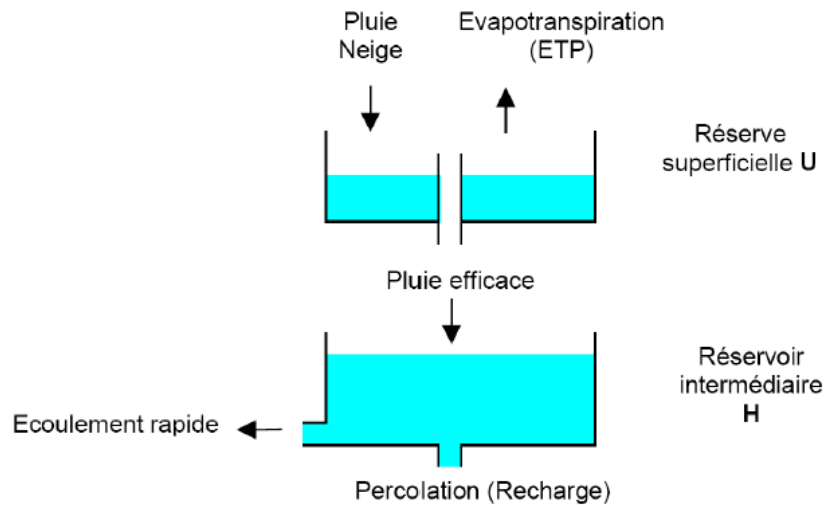 Pluie
Neige
Evapotranspiration
(ETP)
Réserve
superficielle U
Pluie efficace
Réservoir
intermédiaire
H
Ecoulement rapide
Percolation (Recharge)